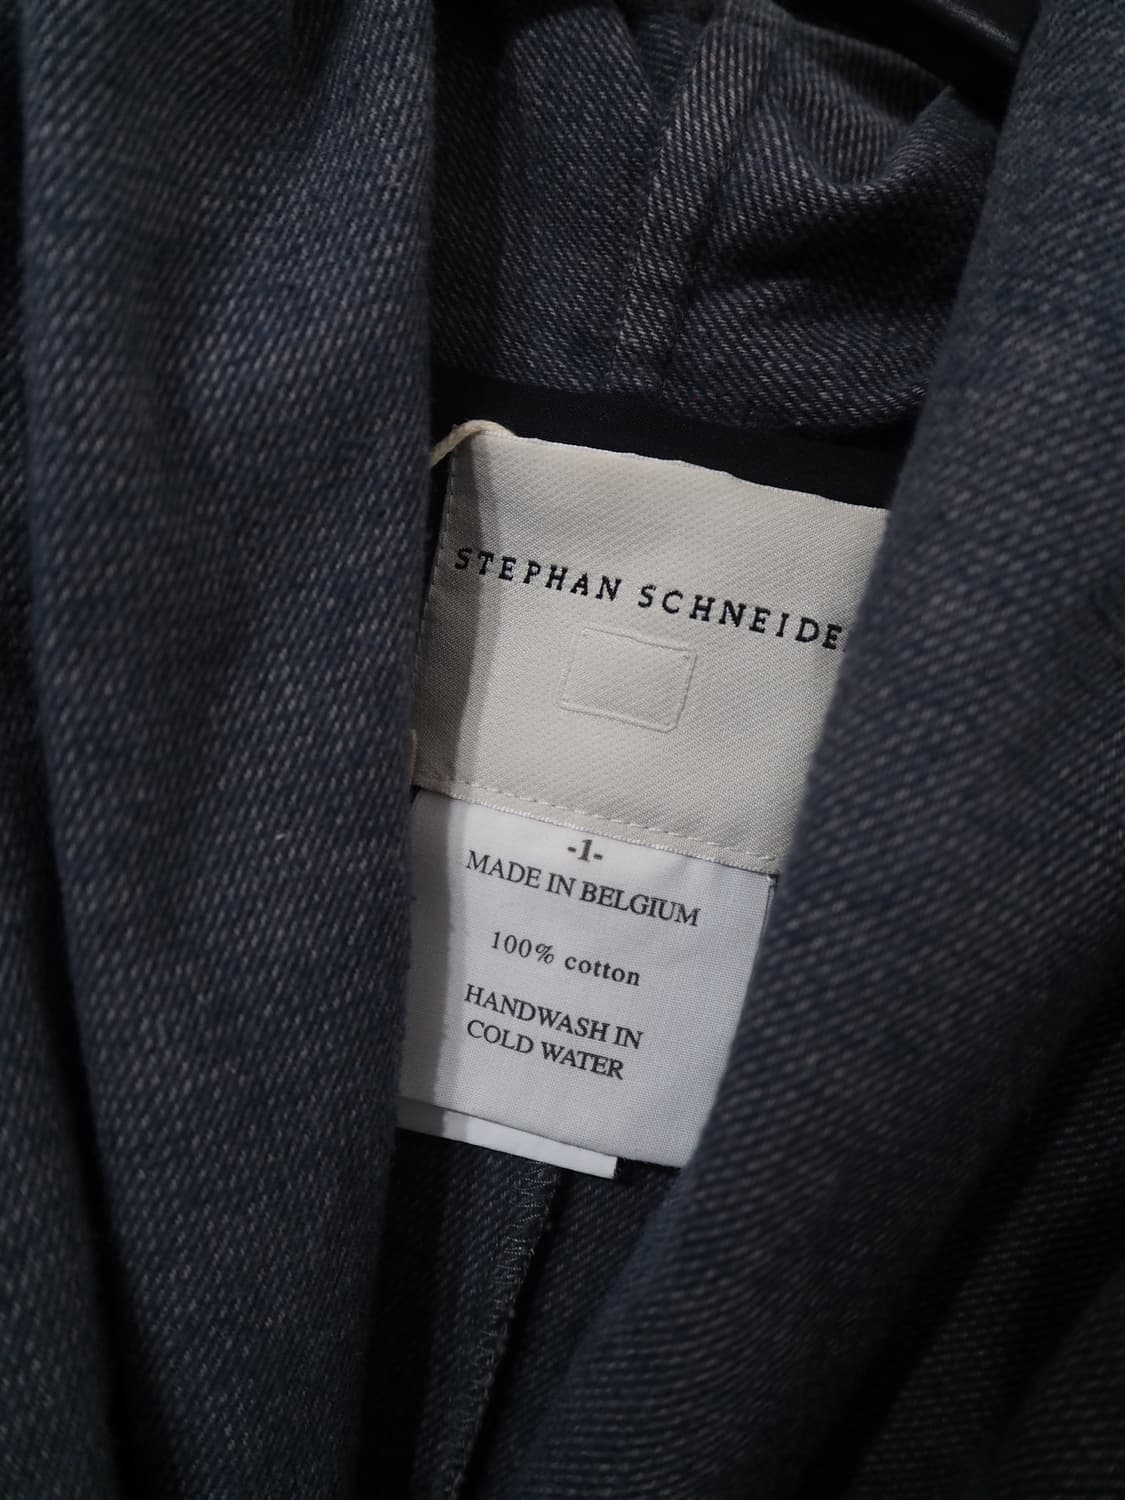 STEPHAN SCHNEIDE
-1-
MADE IN BELGIUM
100% cotton
HANDWASH IN
COLD WATER